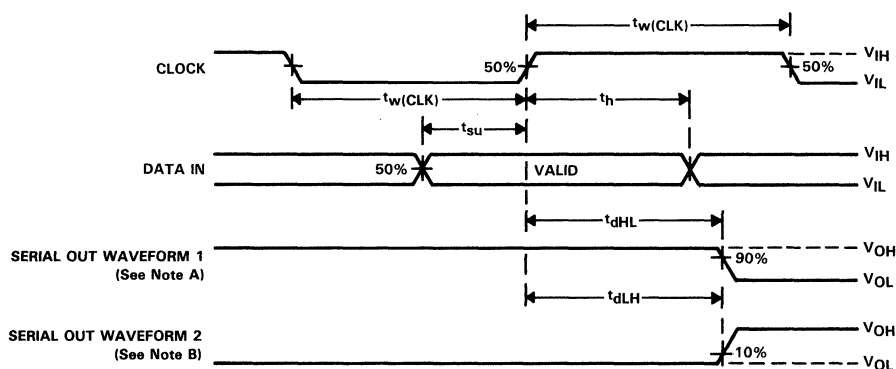 tw(CLK)
VIH
CLOCK 50% 50%
VIL
tw(CLK) th
tsu
VIH
DATA IN 50% VALID
VIL
tdHL
VOH
SERIAL OUT WAVEFORM 1 90%
(See Note A)
VOL
tdLH
VOH
SERIAL OUT WAVEFORM 2
(See Note B) 10%
VOL